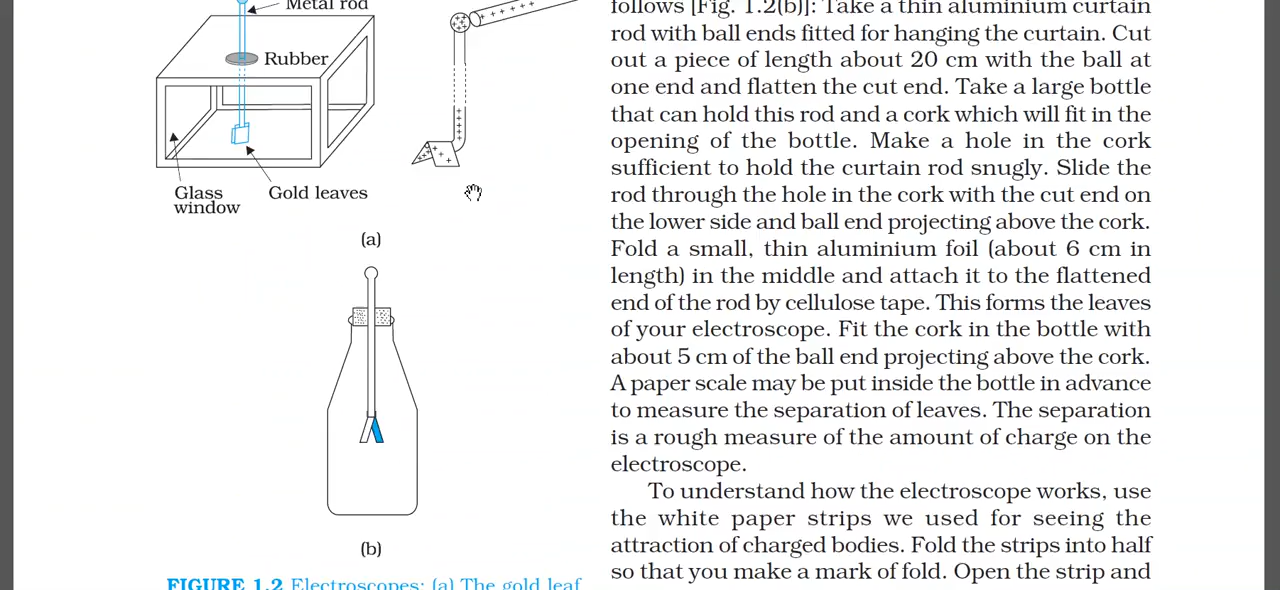 Metal rod
Rubber
Glass
window
Gold leaves
(a)
(b)
FIGURE 1.2 Electroscopes: (a) The gold leaf
follows [Fig. 1.2(b)]: Take a thin aluminium curtain
rod with ball ends fitted for hanging the curtain. Cut
out a piece of length about 20 cm with the ball at
one end and flatten the cut end. Take a large bottle
that can hold this rod and a cork which will fit in the
opening of the bottle. Make a hole in the cork
sufficient to hold the curtain rod snugly. Slide the
rod through the hole in the cork with the cut end on
the lower side and ball end projecting above the cork.
Fold a small, thin aluminium foil (about 6 cm in
length) in the middle and attach it to the flattened
end of the rod by cellulose tape. This forms the leaves
of your electroscope. Fit the cork in the bottle with
about 5 cm of the ball end projecting above the cork.
A paper scale may be put inside the bottle in advance
to measure the separation of leaves. The separation
is a rough measure of the amount of charge on the
electroscope.
To understand how the electroscope works, use
the white paper strips we used for seeing the
attraction of charged bodies. Fold the strips into half
so that you make a mark of fold. Open the strip and